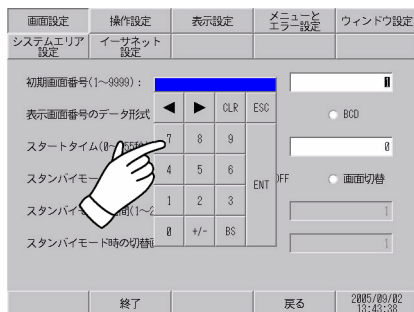 画面設定 操作設定 表示設定 メニューと エラー設定 ウィンドウ設定
システムエリア設定 イーサネット設定
初期画面番号(1~9999) : 1
◀ ▶ CLR ESC
表示画面番号のデータ形式 BCD
7 8 9
スタートタイム(0~255 0
4 5 6 ENT
スタンバイモー FF 画面切替
1 2 3
スタンバイモ 間(1~2 1
0 +/- BS
スタンバイモード時の切替画 1
終了 戻る 2005/09/02 13:43:38